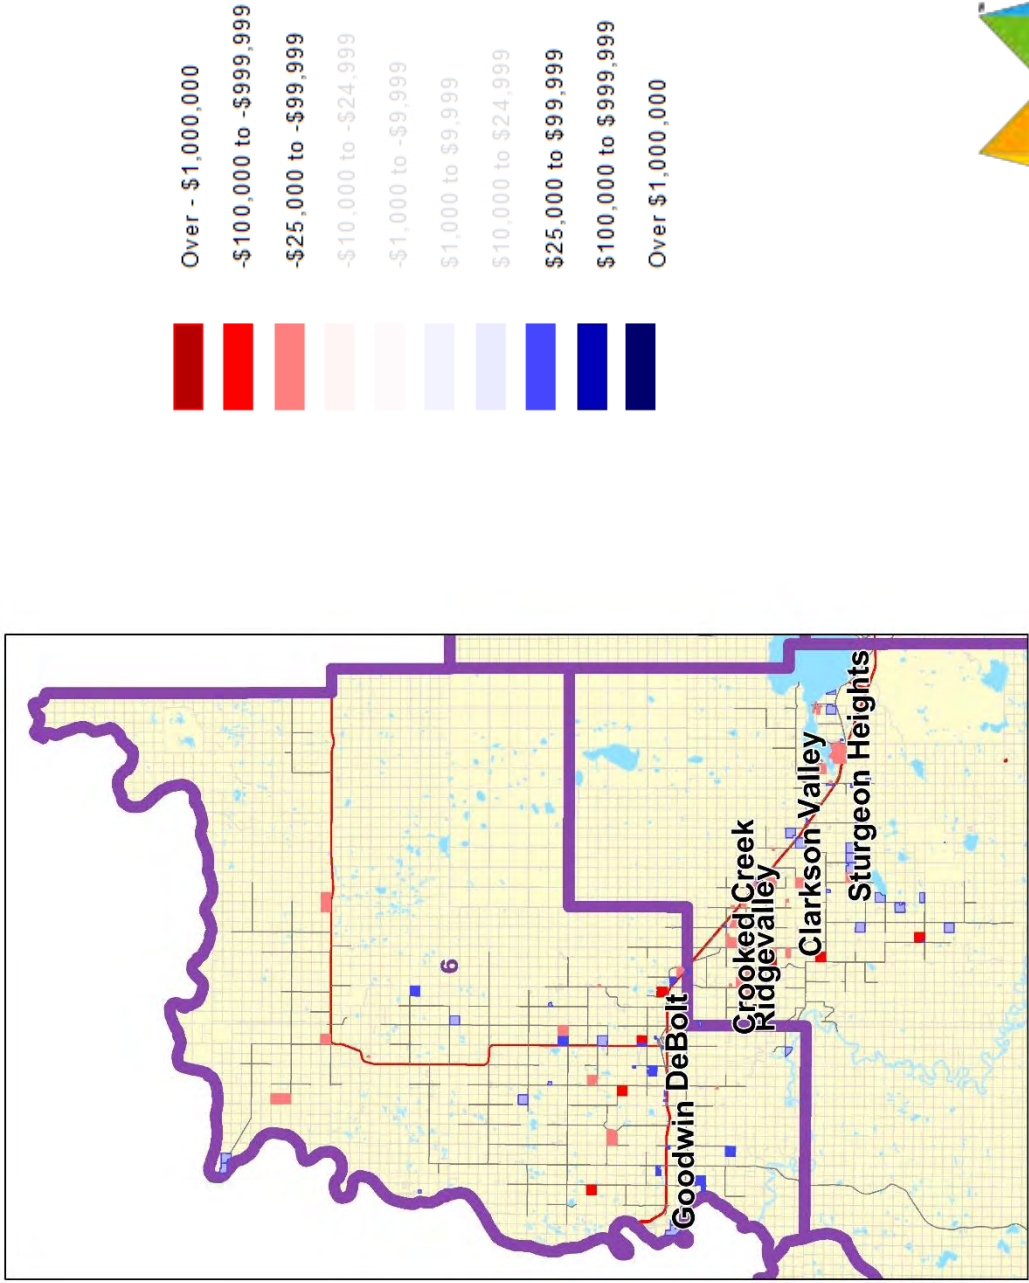 Over - $1,000,000
-$100,000 to -$999,999
-$25,000 to -$99,999
-$10,000 to -$24,999
-$1,000 to -$9,999
$1,000 to $9,999
$10,000 to $24,999
$25,000 to $99,999
$100,000 to $999,999
Over $1,000,000
6
Goodwin DeBolt
Crooked Creek
Ridgevalley
Clarkson Valley
Sturgeon Heights